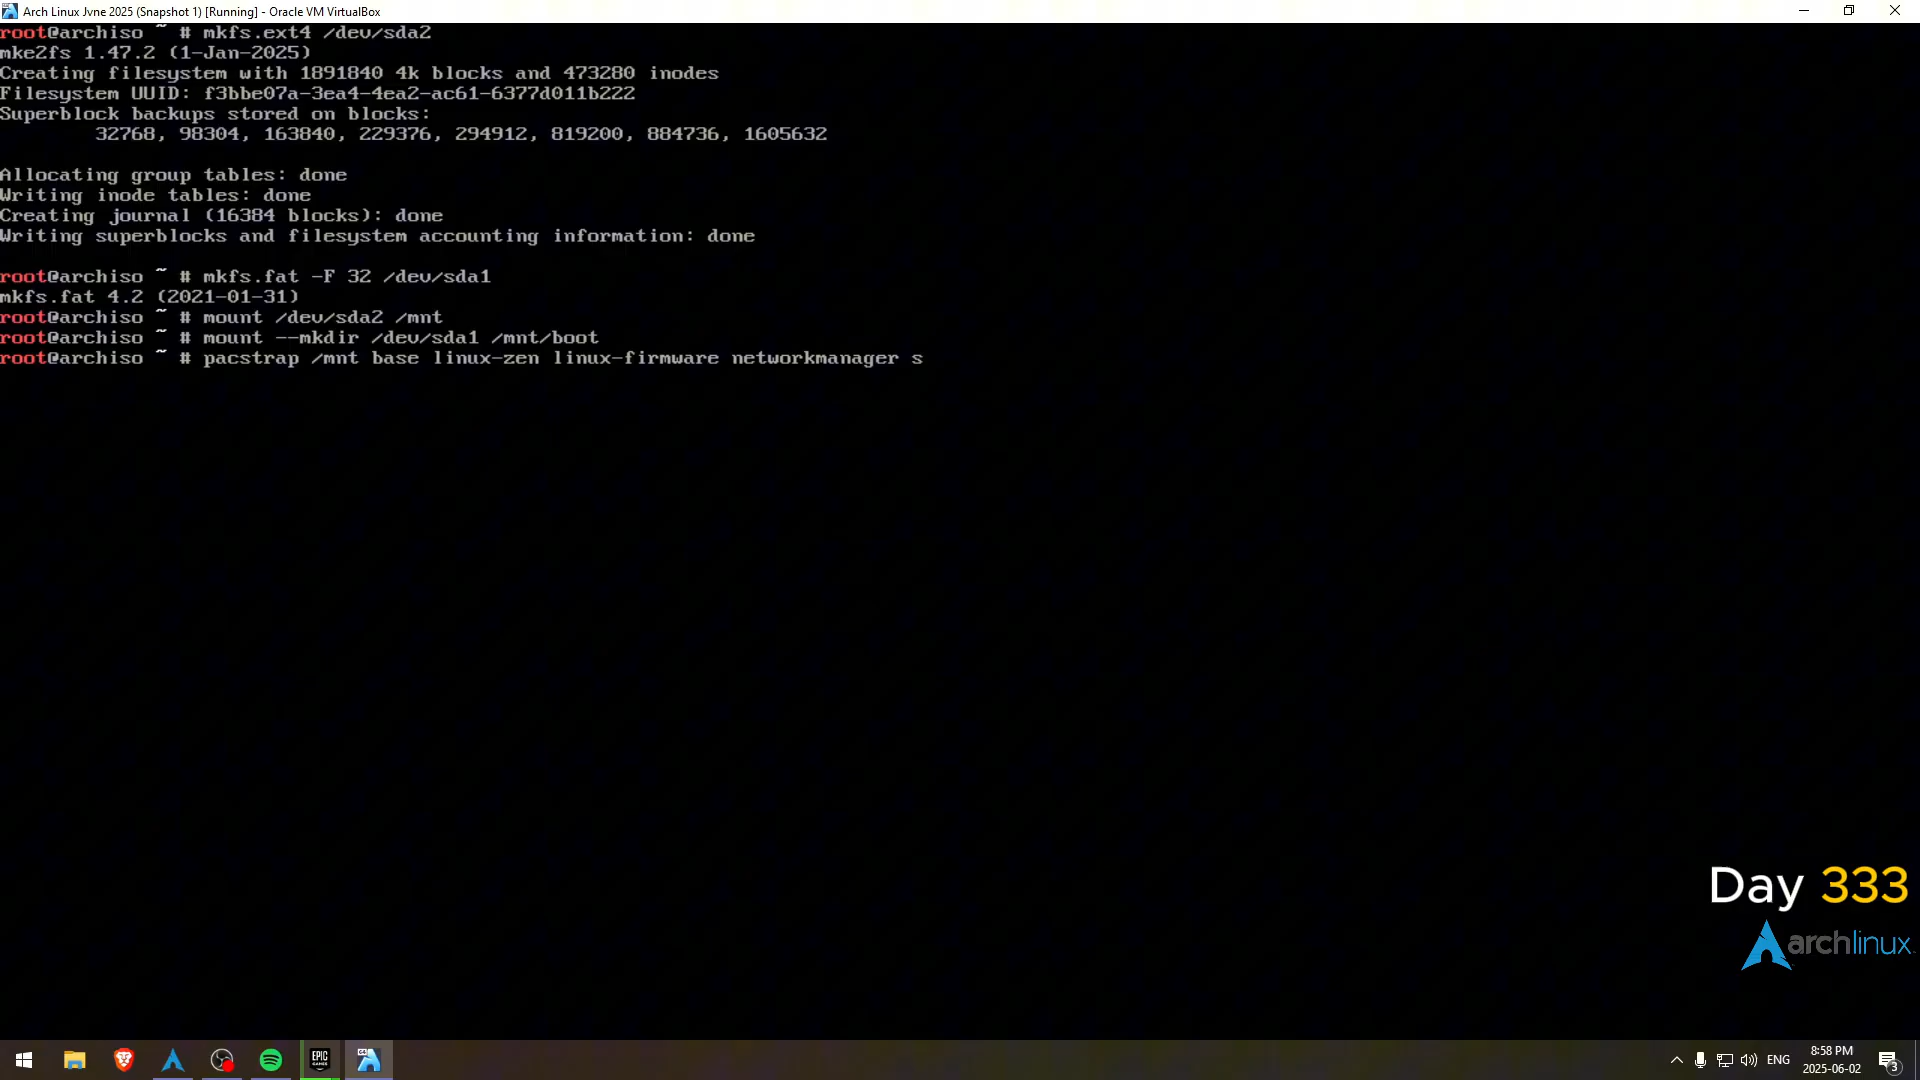 Arch Linux Jvne 2025 (Snapshot 1) [Running] - Oracle VM VirtualBox
root@archiso ~ # mkfs.ext4 /dev/sda2
mke2fs 1.47.2 (1-Jan-2025)
Creating filesystem with 1891840 4k blocks and 473280 inodes
Filesystem UUID: f3bbe07a-3ea4-4ea2-ac61-6377d011b222
Superblock backups stored on blocks:
32768, 98304, 163840, 229376, 294912, 819200, 884736, 1605632
Allocating group tables: done
Writing inode tables: done
Creating journal (16384 blocks): done
Writing superblocks and filesystem accounting information: done
root@archiso ~ # mkfs.fat -F 32 /dev/sda1
mkfs.fat 4.2 (2021-01-31)
root@archiso ~ # mount /dev/sda2 /mnt
root@archiso ~ # mount --mkdir /dev/sda1 /mnt/boot
root@archiso ~ # pacstrap /mnt base linux-zen linux-firmware networkmanager s
Day 333
archlinux
EPIC
GAMES
64
ENG
8:58 PM
2025-06-02
3